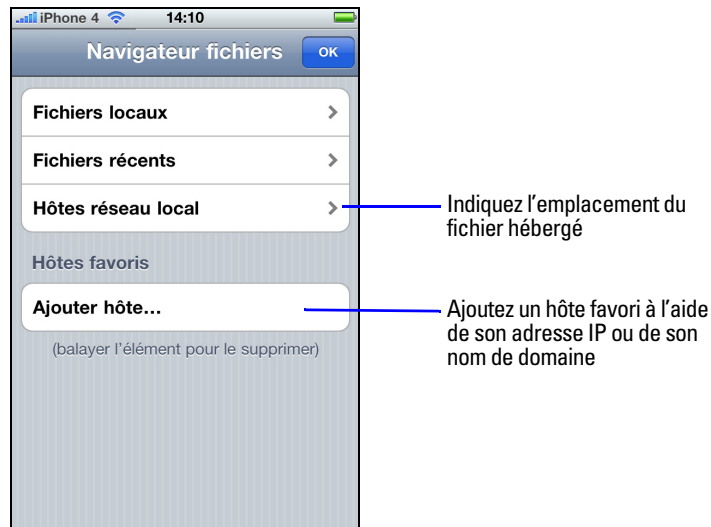 iPhone 4 14:10
Navigateur fichiers OK
Fichiers locaux
Fichiers récents
Hôtes réseau local
Indiquez l’emplacement du
fichier hébergé
Hôtes favoris
Ajouter hôte…
Ajoutez un hôte favori à l’aide
de son adresse IP ou de son
nom de domaine
(balayer l’élément pour le supprimer)